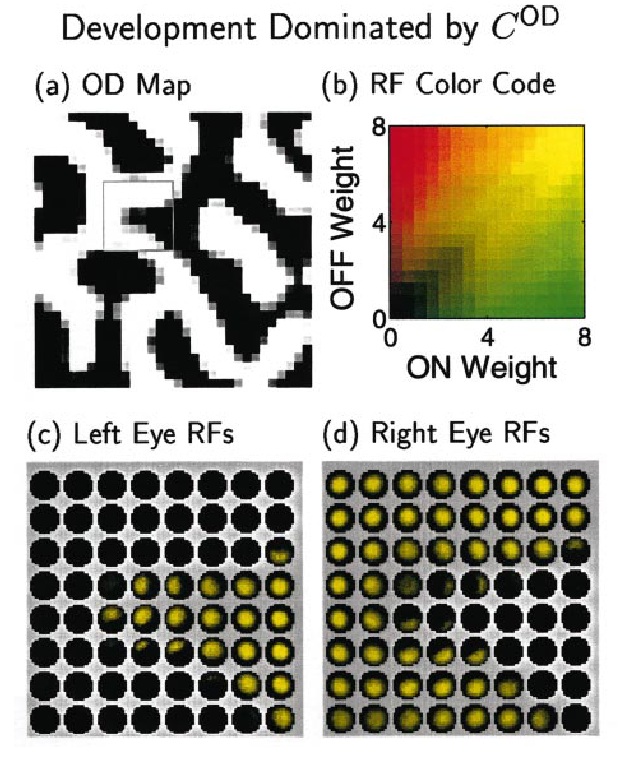 Development Dominated by C^OD
(a) OD Map
(b) RF Color Code
8
4
0
OFF Weight
0 4 8
ON Weight
(c) Left Eye RFs
(d) Right Eye RFs